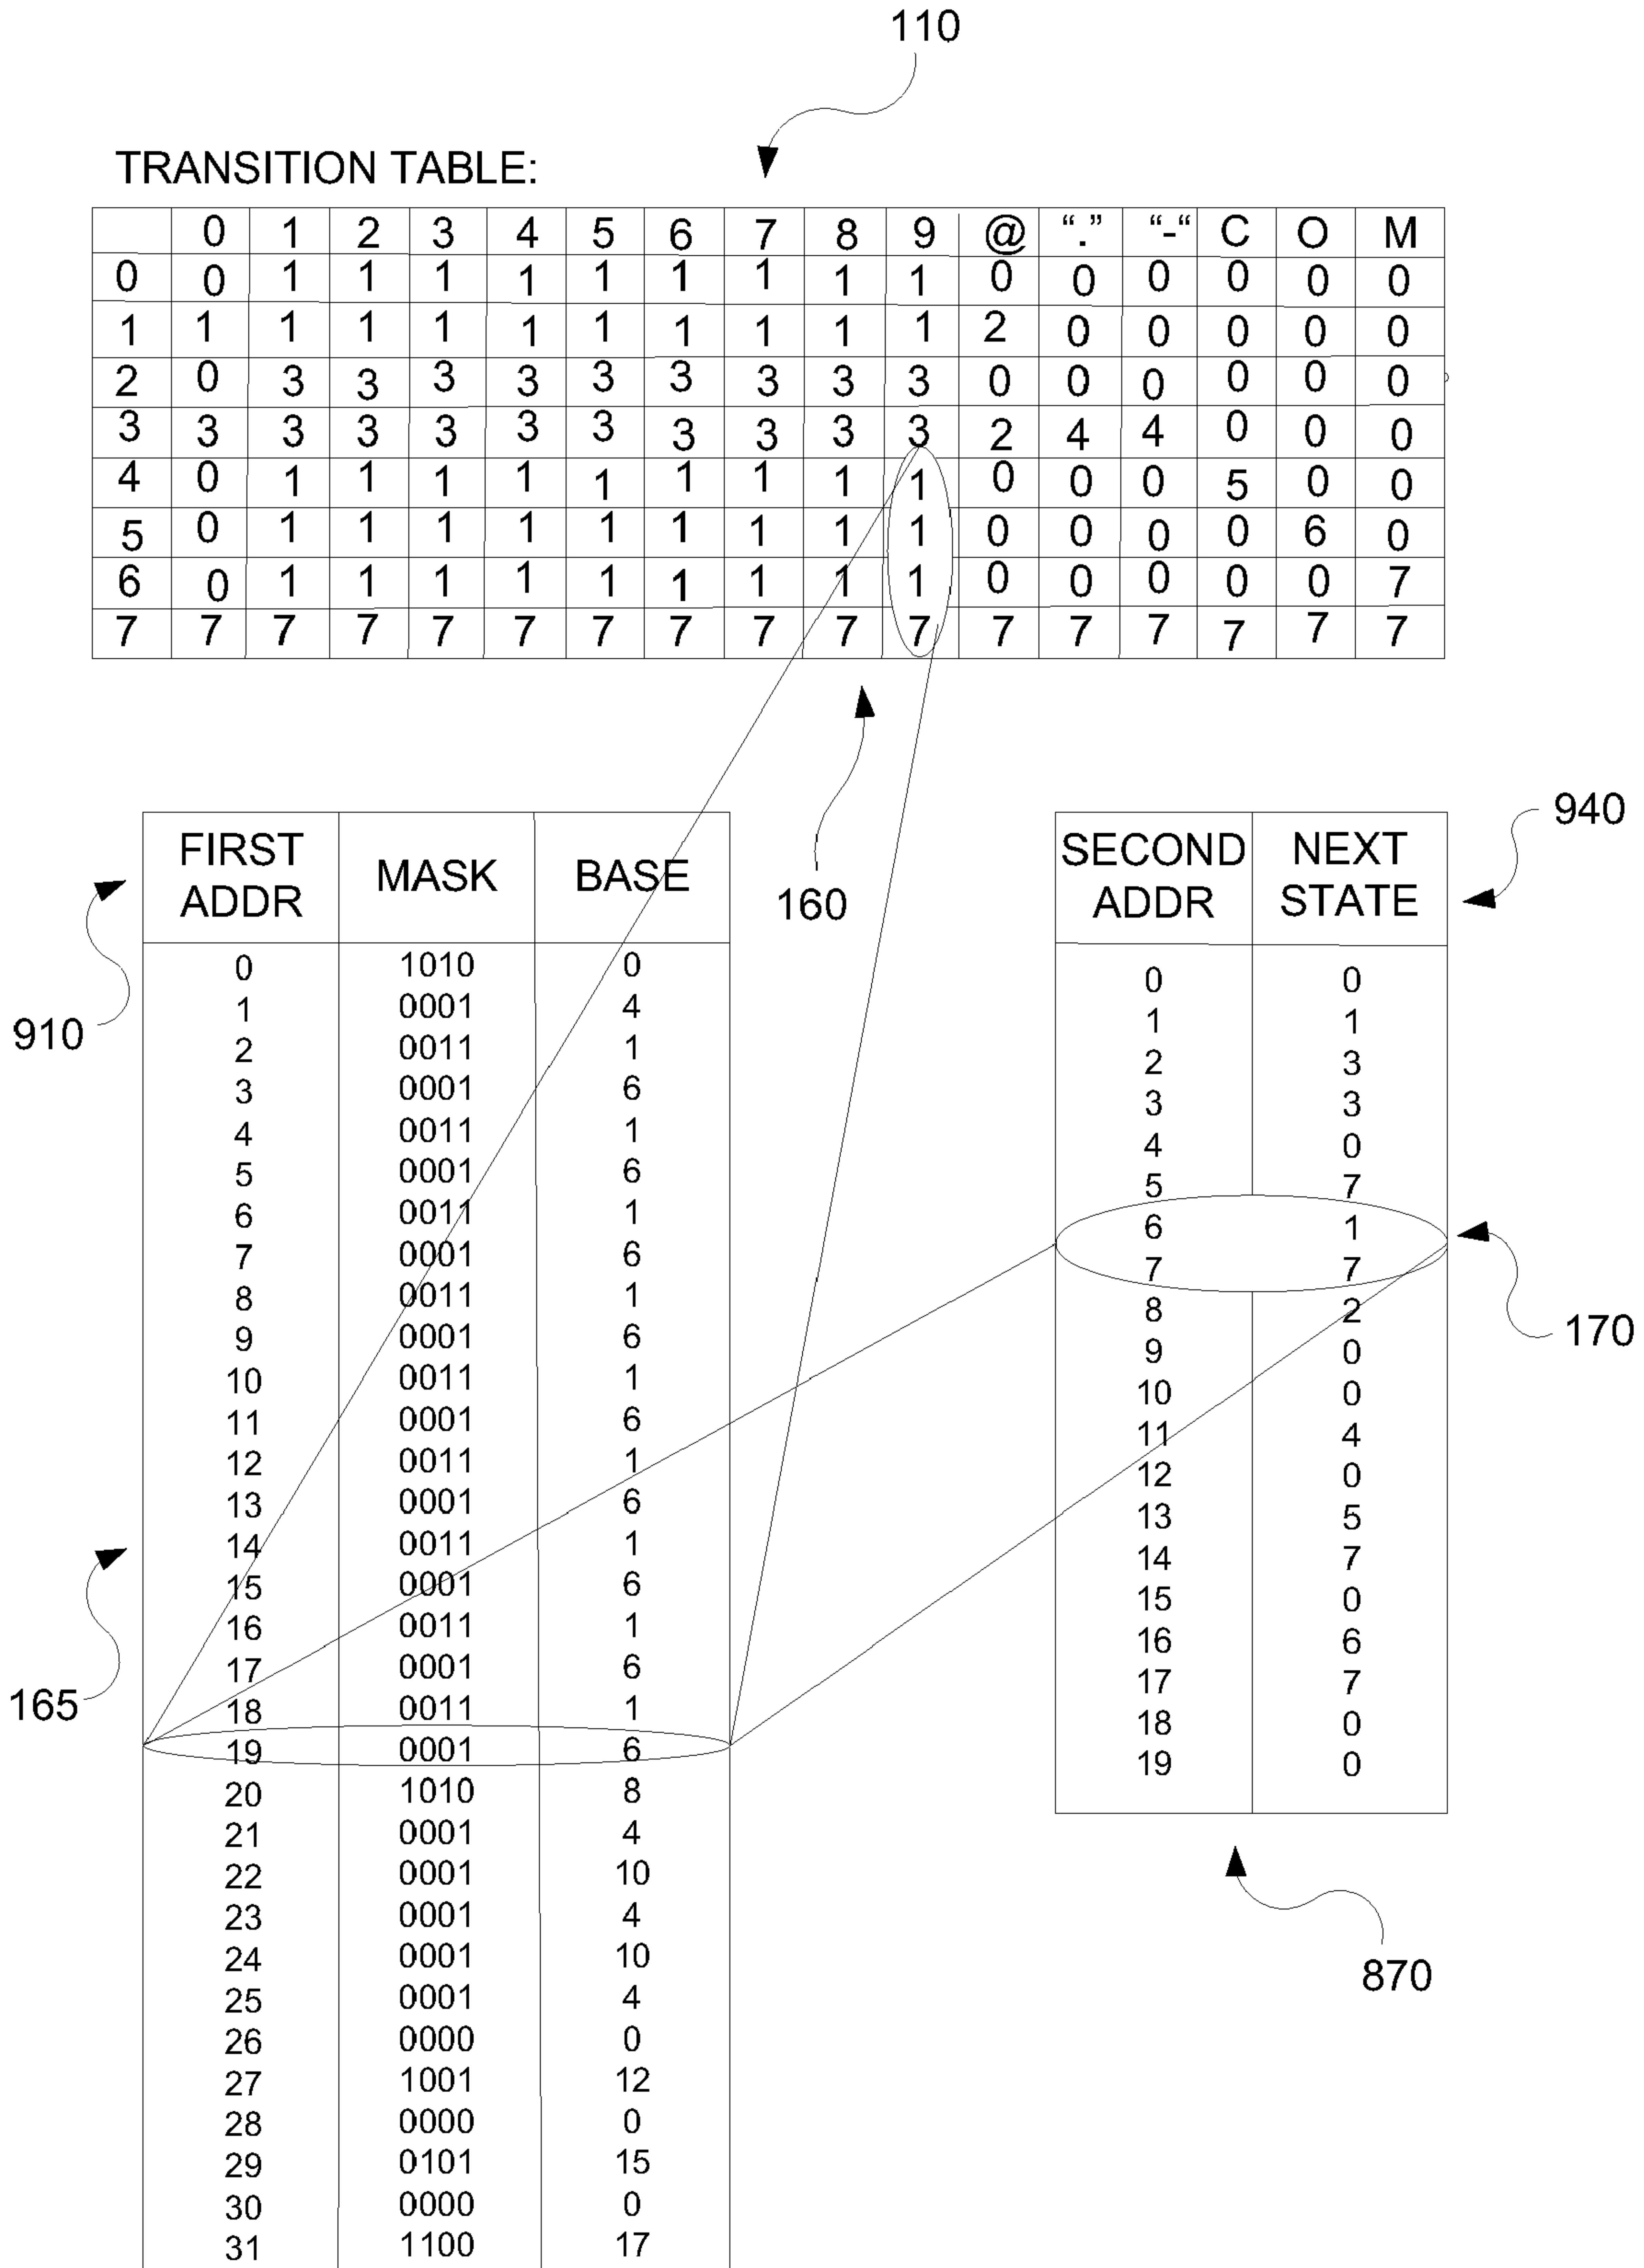 110
TRANSITION TABLE:
0 1 2 3 4 5 6 7 8 9 @ “.” “-“ C O M
0 0 1 1 1 1 1 1 1 1 1 0 0 0 0 0 0
1 1 1 1 1 1 1 1 1 1 1 2 0 0 0 0 0
2 0 3 3 3 3 3 3 3 3 3 0 0 0 0 0 0
3 3 3 3 3 3 3 3 3 3 3 2 4 4 0 0 0
4 0 1 1 1 1 1 1 1 1 1 0 0 0 5 0 0
5 0 1 1 1 1 1 1 1 1 1 0 0 0 0 6 0
6 0 1 1 1 1 1 1 1 1 1 0 0 0 0 0 7
7 7 7 7 7 7 7 7 7 7 7 7 7 7 7 7 7
160
910
165
FIRST ADDR MASK BASE
0 1010 0
1 0001 4
2 0011 1
3 0001 6
4 0011 1
5 0001 6
6 0011 1
7 0001 6
8 0011 1
9 0001 6
10 0011 1
11 0001 6
12 0011 1
13 0001 6
14 0011 1
15 0001 6
16 0011 1
17 0001 6
18 0011 1
19 0001 6
20 1010 8
21 0001 4
22 0001 10
23 0001 4
24 0001 10
25 0001 4
26 0000 0
27 1001 12
28 0000 0
29 0101 15
30 0000 0
31 1100 17
940
SECOND ADDR NEXT STATE
0 0
1 1
2 3
3 3
4 0
5 7
6 1
7 7
8 2
9 0
10 0
11 4
12 0
13 5
14 7
15 0
16 6
17 7
18 0
19 0
170
870